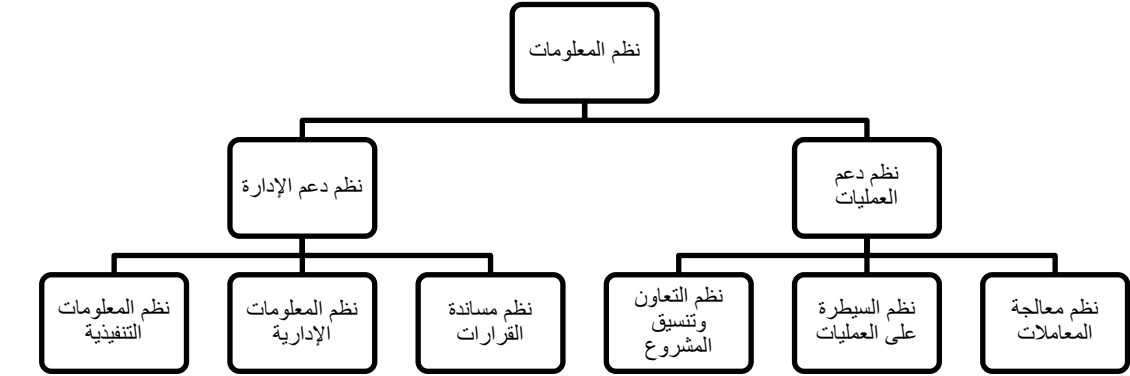 نظم المعلومات
نظم دعم
العمليات
نظم دعم الإدارة
نظم معالجة
المعاملات
نظم السيطرة
على العمليات
نظم التعاون
وتنسيق
المشروع
نظم مساندة
القرارات
نظم المعلومات
الإدارية
نظم المعلومات
التنفيذية